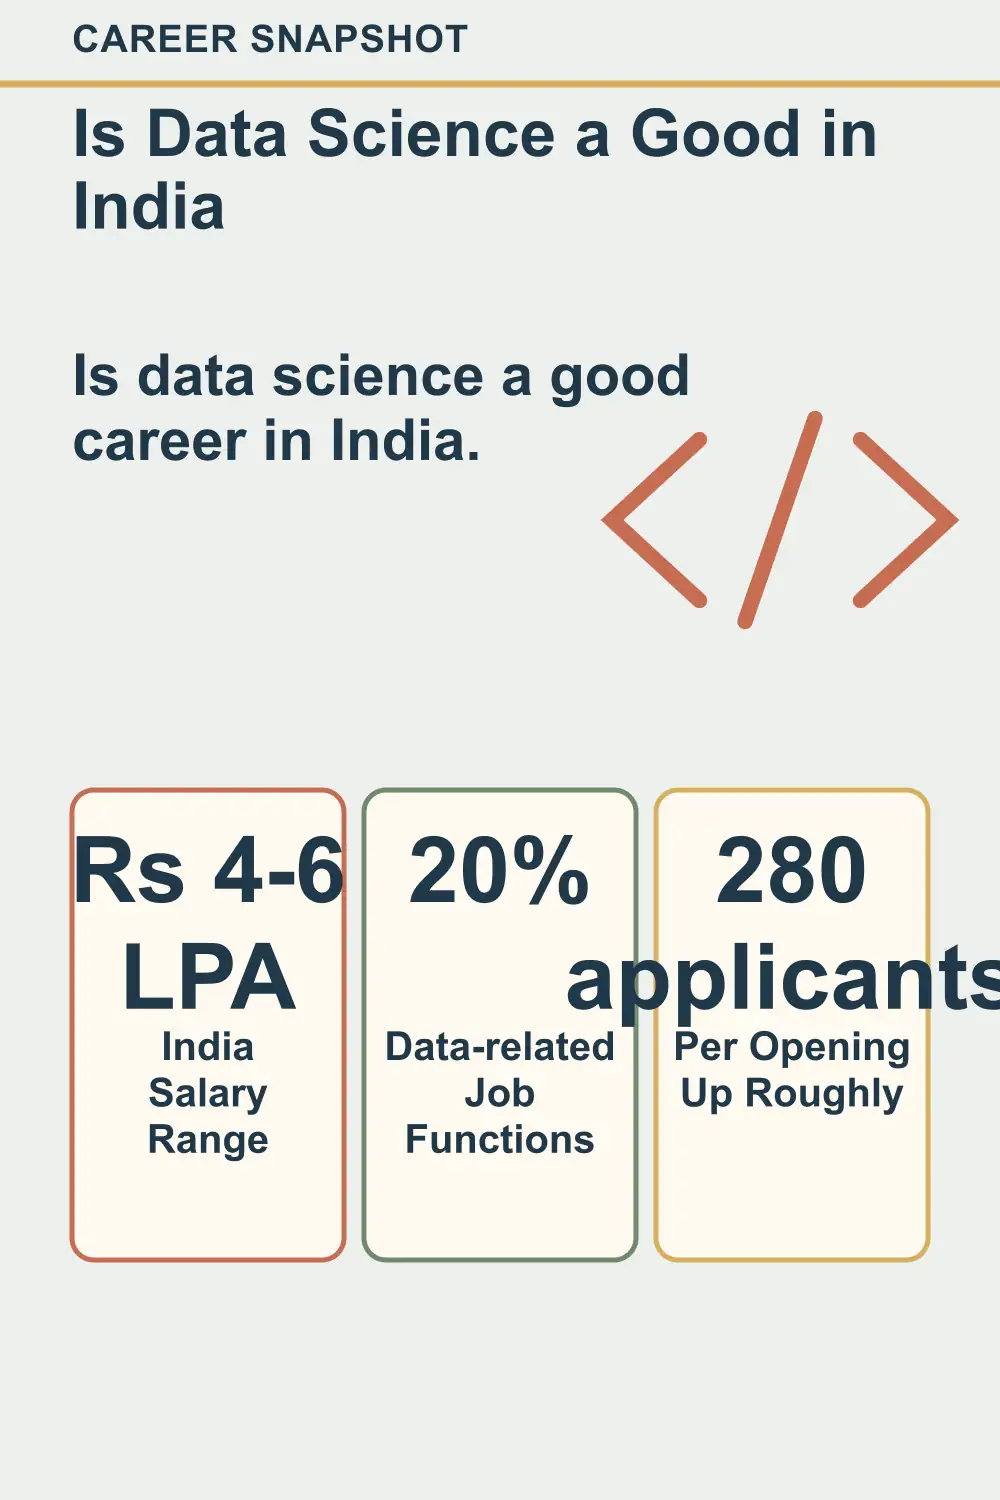 CAREER SNAPSHOT
Is Data Science a Good in
India
Is data science a good
career in India.
Rs 4-6
LPA
India
Salary
Range
20%
Data-related
Job
Functions
280
applicants
Per Opening
Up Roughly